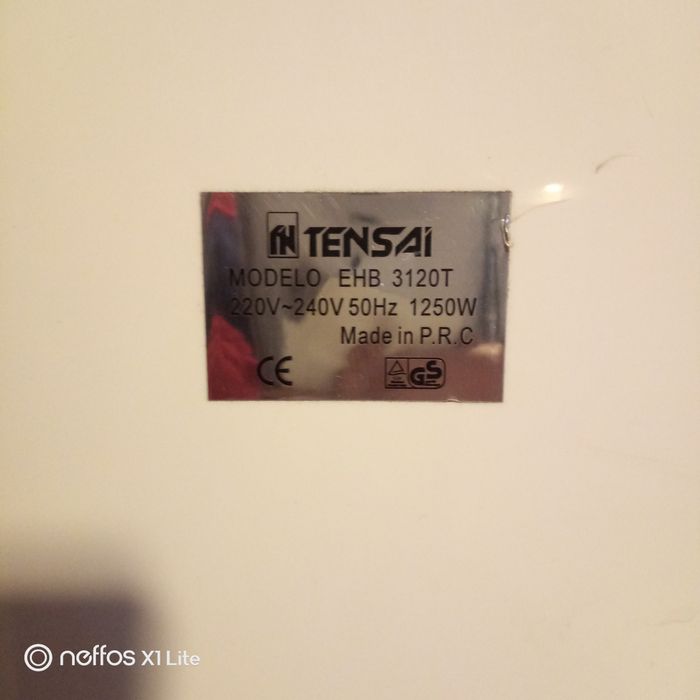 TENSAI
MODELO EHB 3120T
220V~240V 50Hz 1250W
Made in P.R.C
CE
GS
neffos X1 Lite